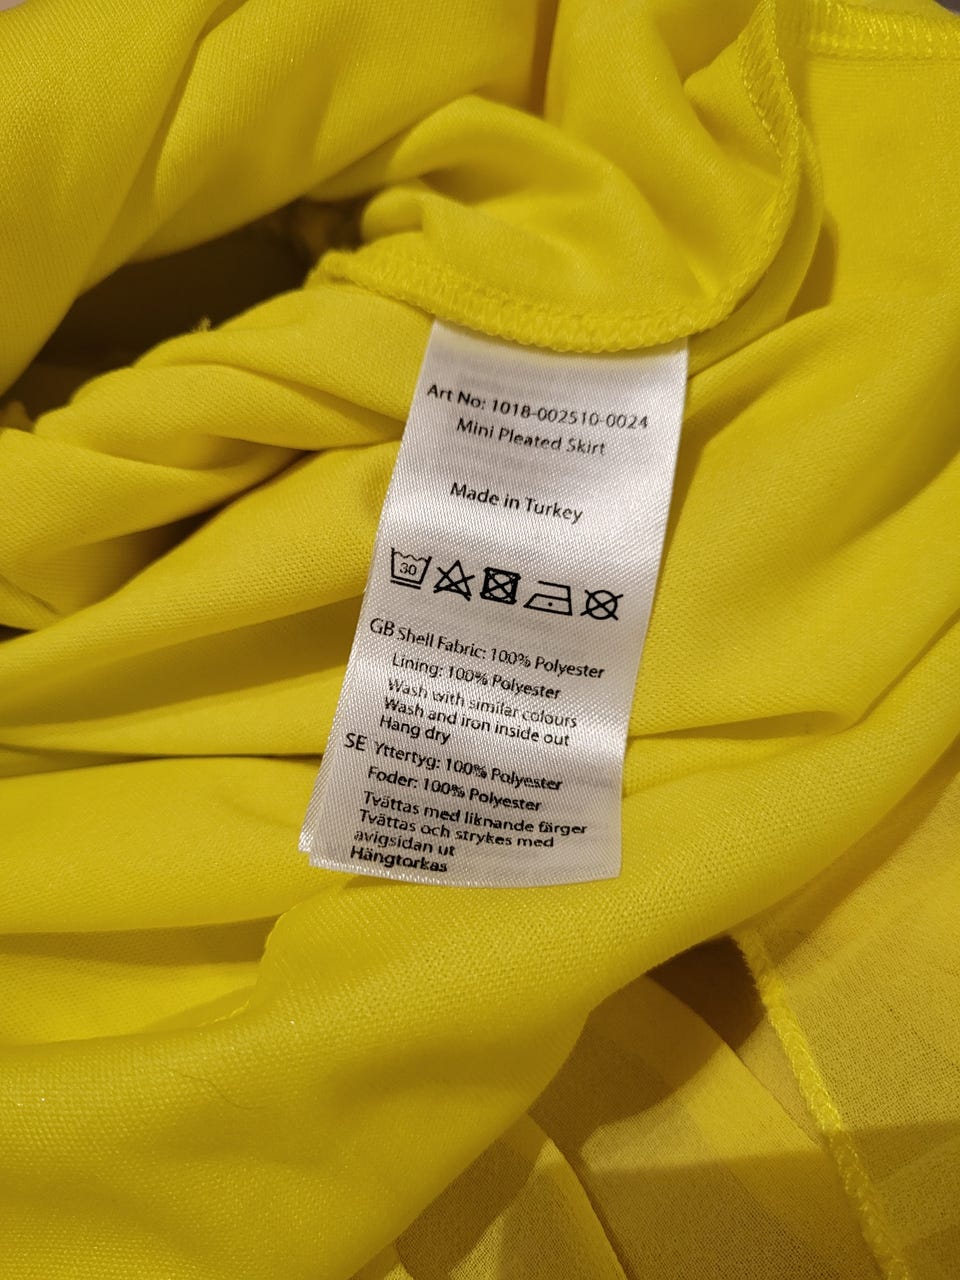 Art No: 1018-002510-0024
Mini Pleated Skirt
Made in Turkey
30
GB Shell Fabric: 100% Polyester
Lining: 100% Polyester
Wash with similar colours
Wash and iron inside out
Hang dry
SE Yttertyg: 100% Polyester
Foder: 100% Polyester
Tvättas med liknande färger
Tvättas och strykes med
avigsidan ut
Hängtorkas